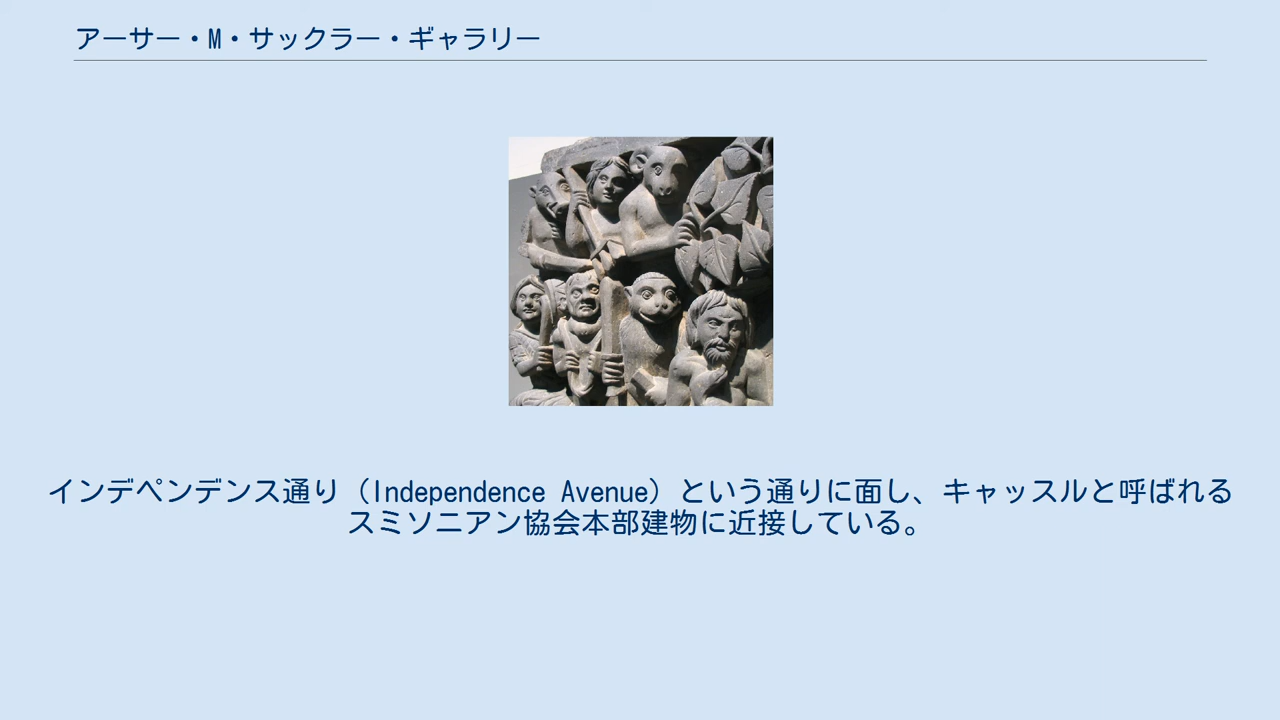 アーサー・M・サックラー・ギャラリー
インデペンデンス通り（Independence Avenue）という通りに面し、キャッスルと呼ばれる
スミソニアン協会本部建物に近接している。